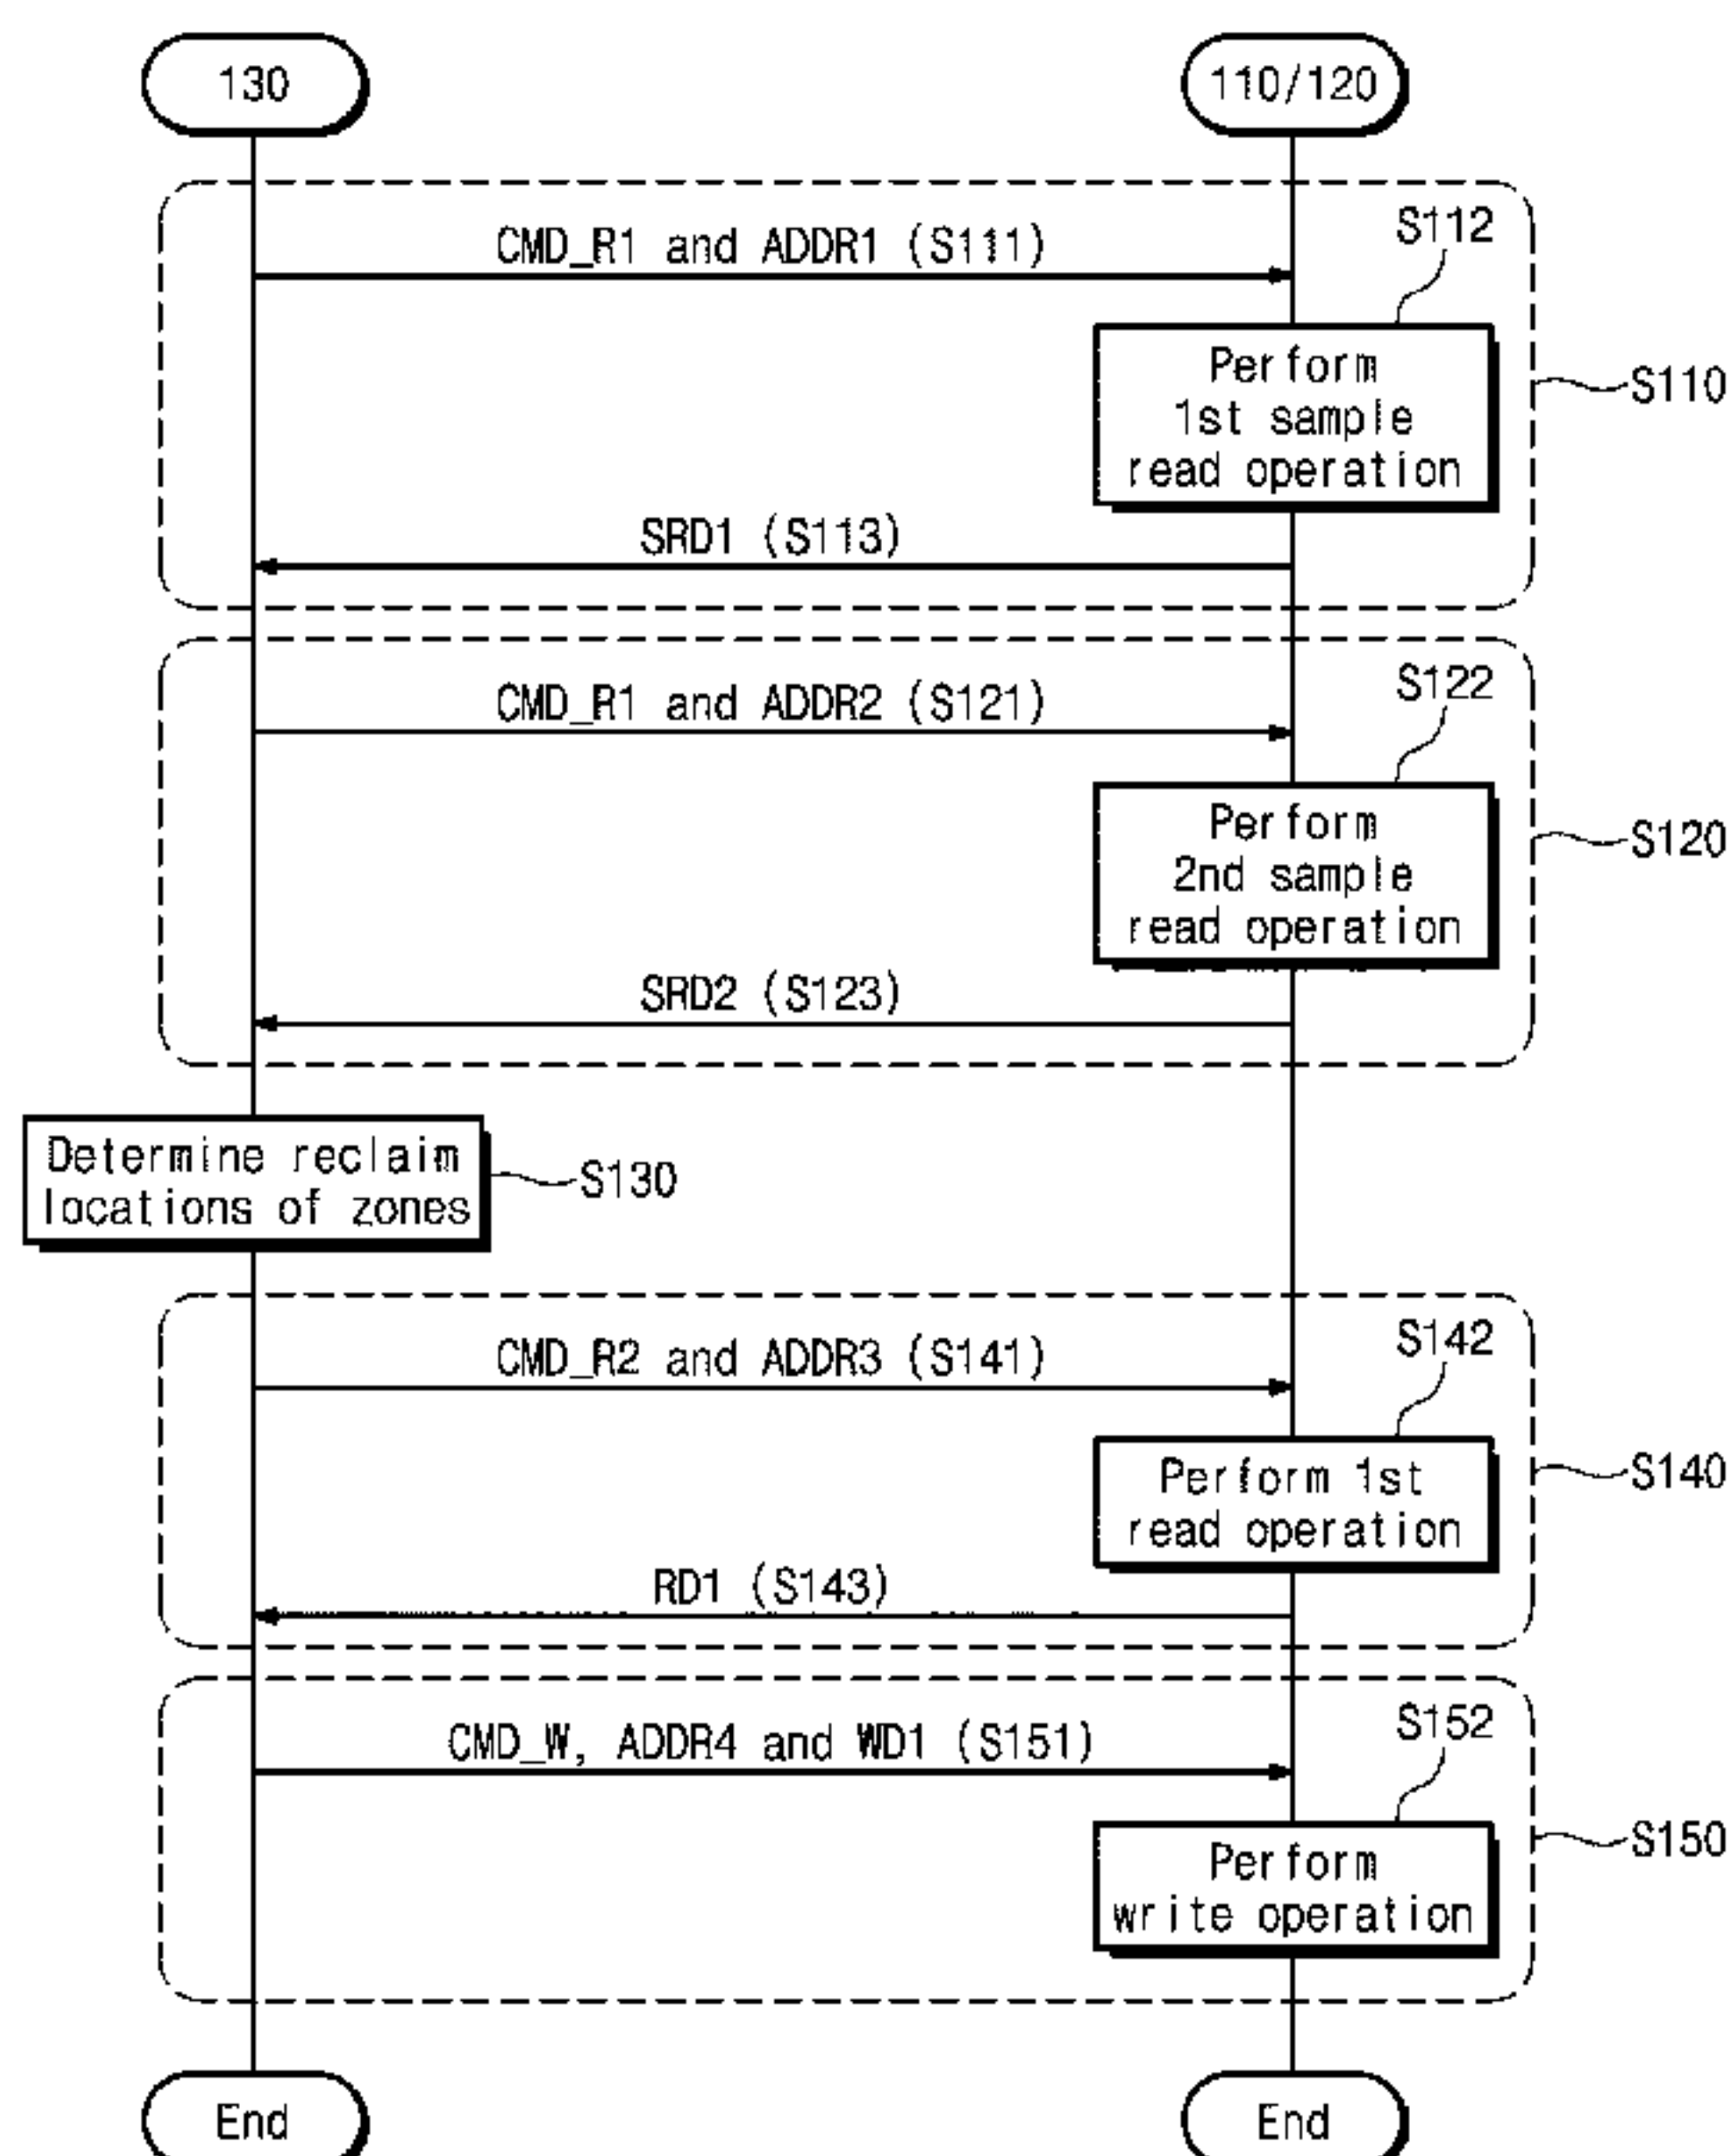 130
110/120
CMD_R1 and ADDR1 (S111)
S112
Perform
1st sample
read operation
S110
SRD1 (S113)
CMD_R1 and ADDR2 (S121)
S122
Perform
2nd sample
read operation
S120
SRD2 (S123)
Determine reclaim
locations of zones
S130
CMD_R2 and ADDR3 (S141)
S142
Perform 1st
read operation
S140
RD1 (S143)
CMD_W, ADDR4 and WD1 (S151)
S152
Perform
write operation
S150
End
End